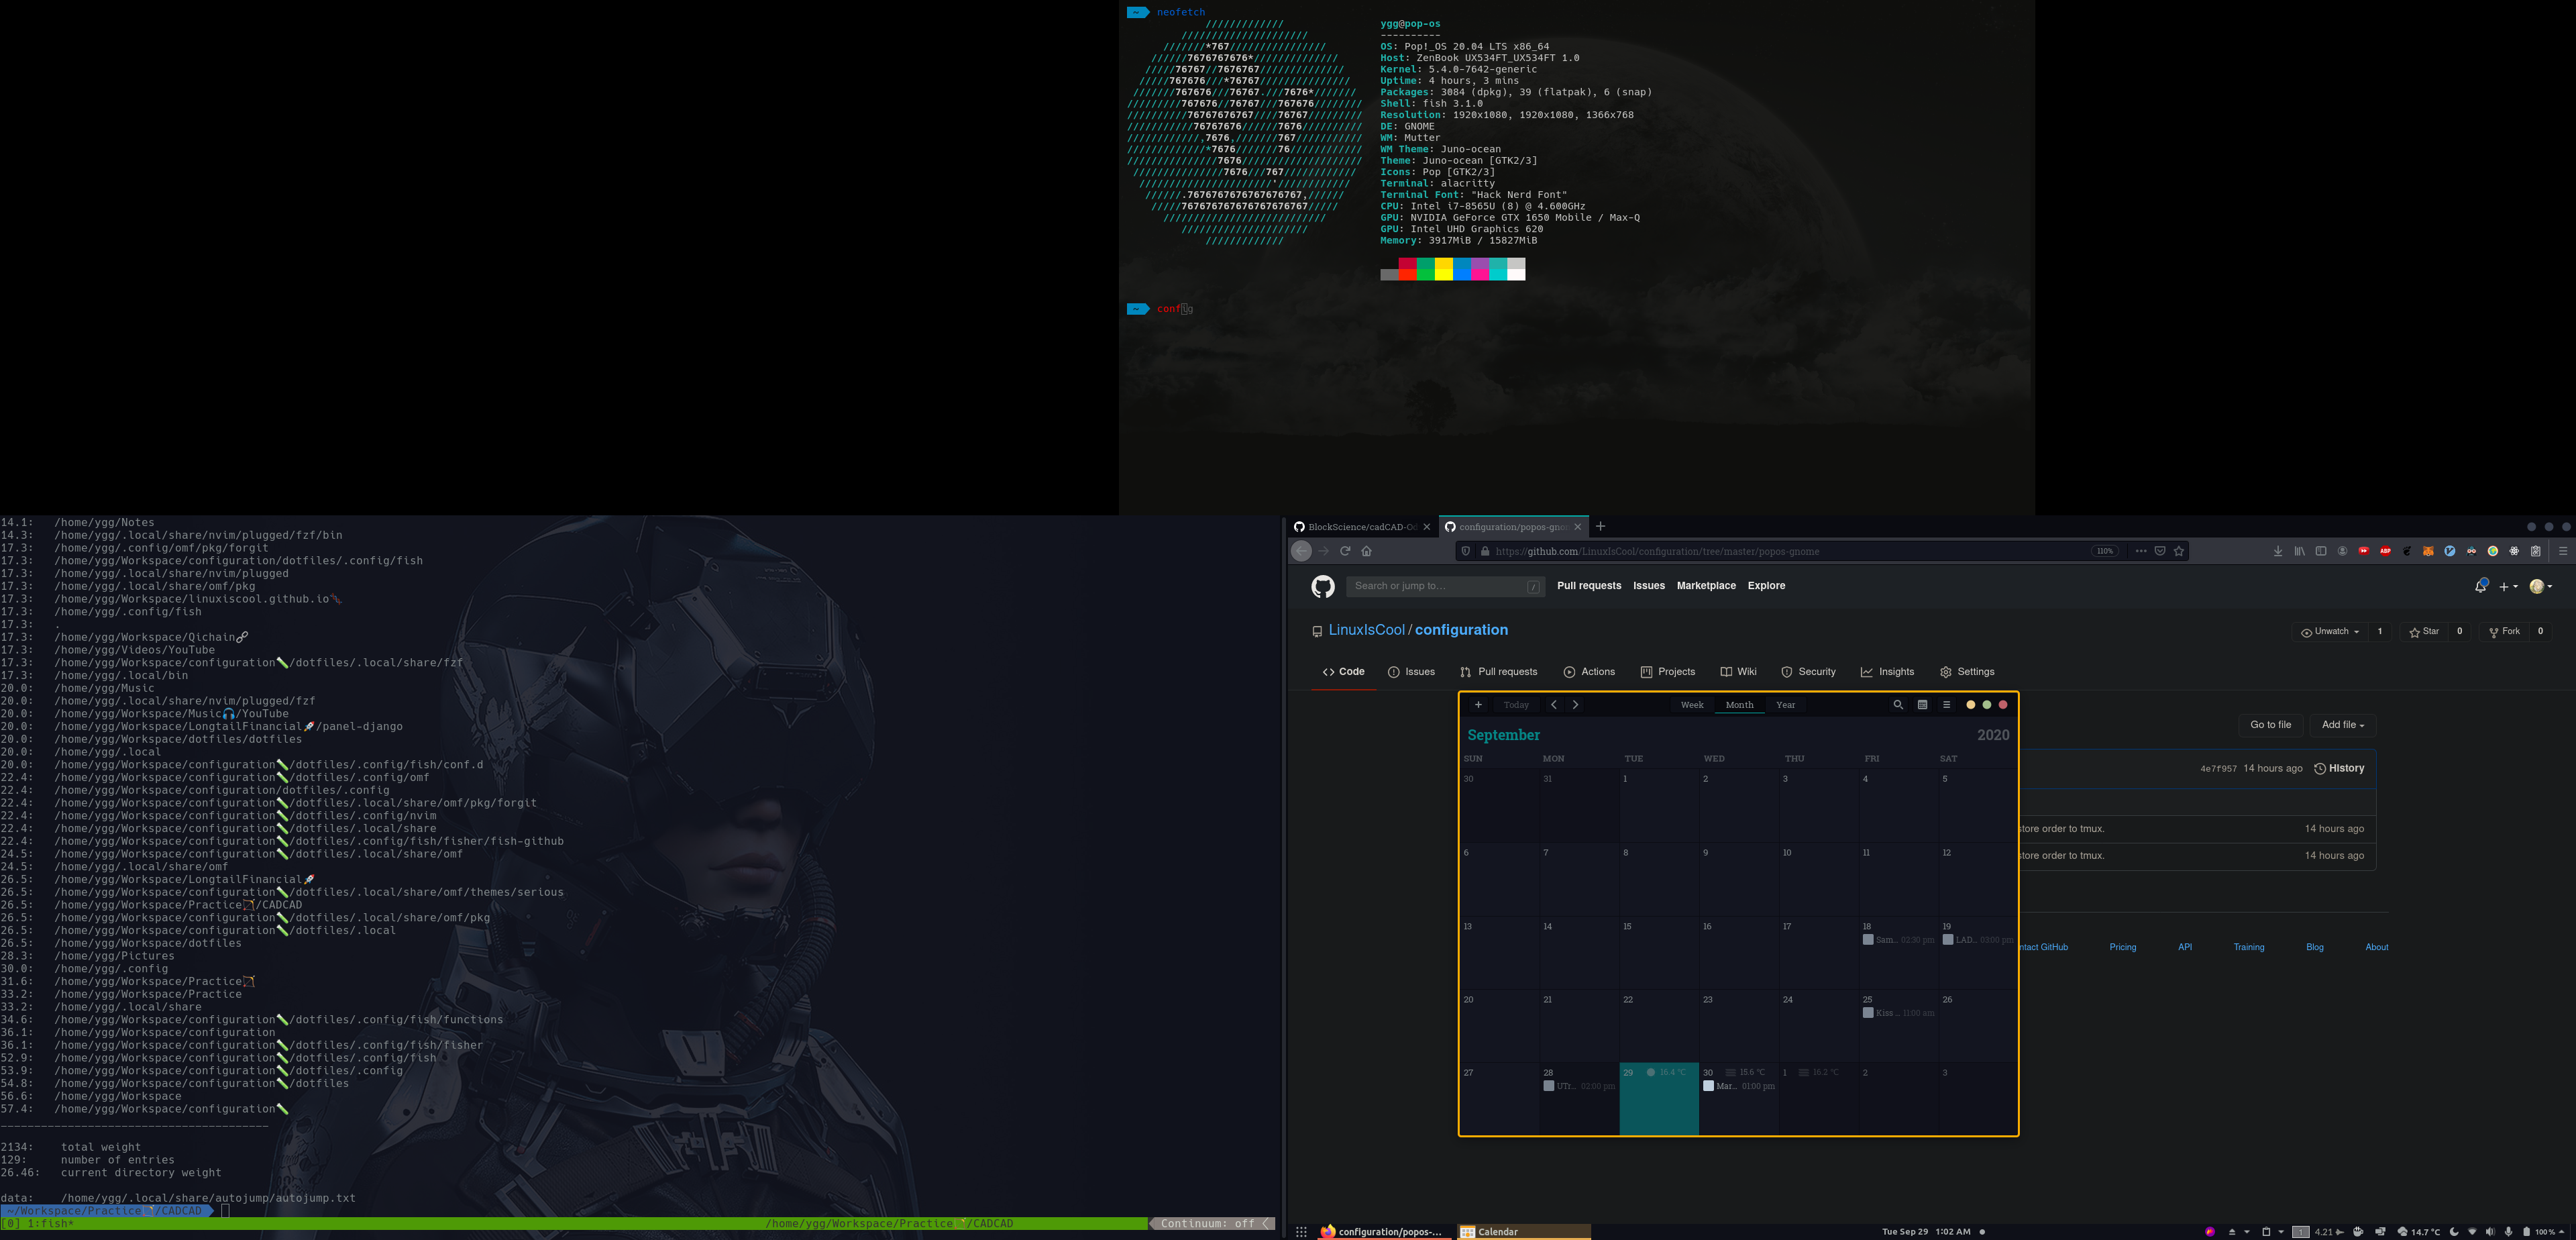 ~ neofetch
/////////////
/////////////////////
///////*767////////////////
//////7676767676*//////////////
/////76767//7676767//////////////
/////767676///*76767///////////////
///////767676///76767.///7676*///////
/////////767676//76767///767676////////
//////////76767676767////76767/////////
///////////76767676//////7676//////////
////////////,7676,///////767///////////
/////////////*7676///////76////////////
///////////////7676////////////////////
///////////////7676///767////////////
//////////////////////'////////////
//////.7676767676767676767,//////
/////767676767676767676767/////
///////////////////////////
/////////////////////
/////////////
ygg@pop-os
----------
OS: Pop!_OS 20.04 LTS x86_64
Host: ZenBook UX534FT_UX534FT 1.0
Kernel: 5.4.0-7642-generic
Uptime: 4 hours, 3 mins
Packages: 3084 (dpkg), 39 (flatpak), 6 (snap)
Shell: fish 3.1.0
Resolution: 1920x1080, 1920x1080, 1366x768
DE: GNOME
WM: Mutter
WM Theme: Juno-ocean
Theme: Juno-ocean [GTK2/3]
Icons: Pop [GTK2/3]
Terminal: alacritty
Terminal Font: "Hack Nerd Font"
CPU: Intel i7-8565U (8) @ 4.600GHz
GPU: NVIDIA GeForce GTX 1650 Mobile / Max-Q
GPU: Intel UHD Graphics 620
Memory: 3917MiB / 15827MiB
~ config
14.1: /home/ygg/Notes
14.3: /home/ygg/.local/share/nvim/plugged/fzf/bin
17.3: /home/ygg/.config/omf/pkg/forgit
17.3: /home/ygg/Workspace/configuration/dotfiles/.config/fish
17.3: /home/ygg/.local/share/nvim/plugged
17.3: /home/ygg/.local/share/omf/pkg
17.3: /home/ygg/Workspace/linuxiscool.github.io
17.3: /home/ygg/.config/fish
17.3: .
17.3: /home/ygg/Workspace/Qichain🔗
17.3: /home/ygg/Videos/YouTube
17.3: /home/ygg/Workspace/configuration/dotfiles/.local/share/fzf
17.3: /home/ygg/.local/bin
20.0: /home/ygg/Music
20.0: /home/ygg/.local/share/nvim/plugged/fzf
20.0: /home/ygg/Workspace/Music🎧/YouTube
20.0: /home/ygg/Workspace/LongtailFinancial🚀/panel-django
20.0: /home/ygg/Workspace/dotfiles/dotfiles
20.0: /home/ygg/.local
20.0: /home/ygg/Workspace/configuration/dotfiles/.config/fish/conf.d
22.4: /home/ygg/Workspace/configuration/dotfiles/.config/omf
22.4: /home/ygg/Workspace/configuration/dotfiles/.config
22.4: /home/ygg/Workspace/configuration/dotfiles/.local/share/omf/pkg/forgit
22.4: /home/ygg/Workspace/configuration/dotfiles/.config/nvim
22.4: /home/ygg/Workspace/configuration/dotfiles/.local/share
22.4: /home/ygg/Workspace/configuration/dotfiles/.config/fish/fisher/fish-github
24.5: /home/ygg/Workspace/configuration/dotfiles/.local/share/omf
24.5: /home/ygg/.local/share/omf
26.5: /home/ygg/Workspace/LongtailFinancial🚀
26.5: /home/ygg/Workspace/configuration/dotfiles/.local/share/omf/themes/serious
26.5: /home/ygg/Workspace/Practice🏹/CADCAD
26.5: /home/ygg/Workspace/configuration/dotfiles/.local/share/omf/pkg
26.5: /home/ygg/Workspace/configuration/dotfiles/.local
26.5: /home/ygg/Workspace/dotfiles
28.3: /home/ygg/Pictures
30.0: /home/ygg/.config
31.6: /home/ygg/Workspace/Practice🏹
33.2: /home/ygg/Workspace/Practice
33.2: /home/ygg/.local/share
34.6: /home/ygg/Workspace/configuration/dotfiles/.config/fish/functions
36.1: /home/ygg/Workspace/configuration
36.1: /home/ygg/Workspace/configuration/dotfiles/.config/fish/fisher
52.9: /home/ygg/Workspace/configuration/dotfiles/.config/fish
53.9: /home/ygg/Workspace/configuration/dotfiles/.config
54.8: /home/ygg/Workspace/configuration/dotfiles
56.6: /home/ygg/Workspace
57.4: /home/ygg/Workspace/configuration
________________________________________
2134: total weight
129: number of entries
26.46: current directory weight
data: /home/ygg/.local/share/autojump/autojump.txt
~/Workspace/Practice🏹/CADCAD
[0] 1:fish* /home/ygg/Workspace/Practice🏹/CADCAD Continuum: off <
BlockScience/cadCAD-Od
configuration/popos-gno
https://github.com/LinuxIsCool/configuration/tree/master/popos-gnome 110%
ABP
Search or jump to... / Pull requests Issues Marketplace Explore
LinuxIsCool / configuration
Unwatch 1 Star 0 Fork 0
Code Issues Pull requests Actions Projects Wiki Security Insights Settings
Go to file Add file
4e7f957 14 hours ago History
store order to tmux. 14 hours ago
store order to tmux. 14 hours ago
ntact GitHub Pricing API Training Blog About
+ Today < > Week Month Year
September 2020
SUN MON TUE WED THU FRI SAT
30 31 1 2 3 4 5
6 7 8 9 10 11 12
13 14 15 16 17 18 19
Sam... 02:30 pm LAD... 03:00 pm
20 21 22 23 24 25 26
Kiss ... 11:00 am
27 28 29 16.4 °C 30 15.6 °C 1 16.2 °C 2 3
UTr... 02:00 pm Mar... 01:00 pm
configuration/popos-... Calendar Tue Sep 29 1:02 AM 1 4.21 14.7 °C 100 %